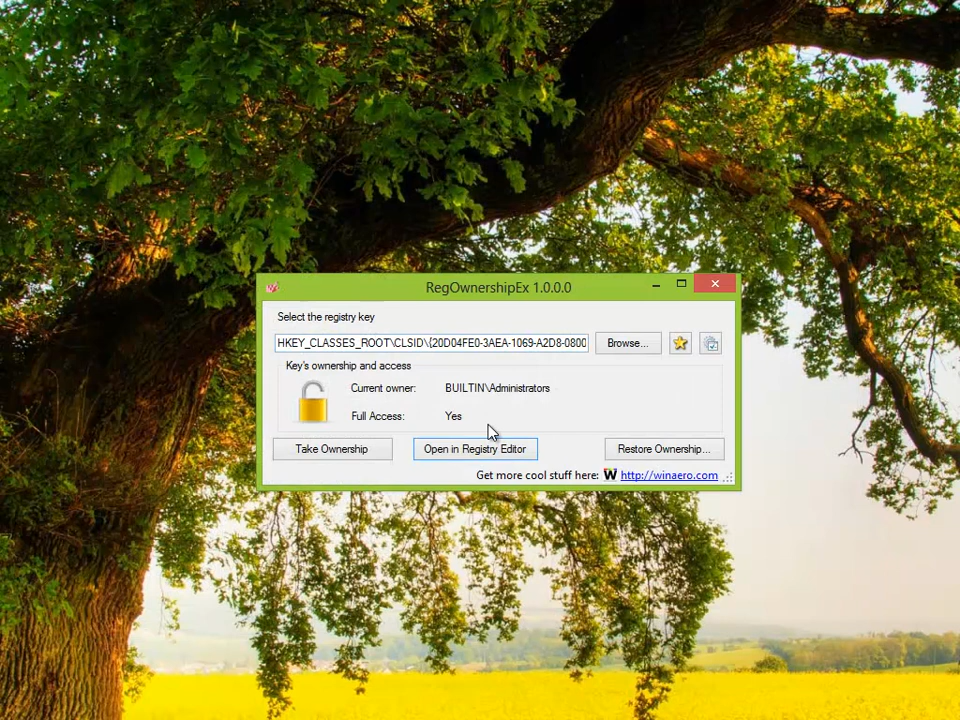 RegOwnershipEx 1.0.0.0
Select the registry key
HKEY_CLASSES_ROOT\CLSID\{20D04FE0-3AEA-1069-A2D8-0800
Browse...
Key's ownership and access
Current owner: BUILTIN\Administrators
Full Access: Yes
Take Ownership Open in Registry Editor Restore Ownership...
Get more cool stuff here: W http://winaero.com